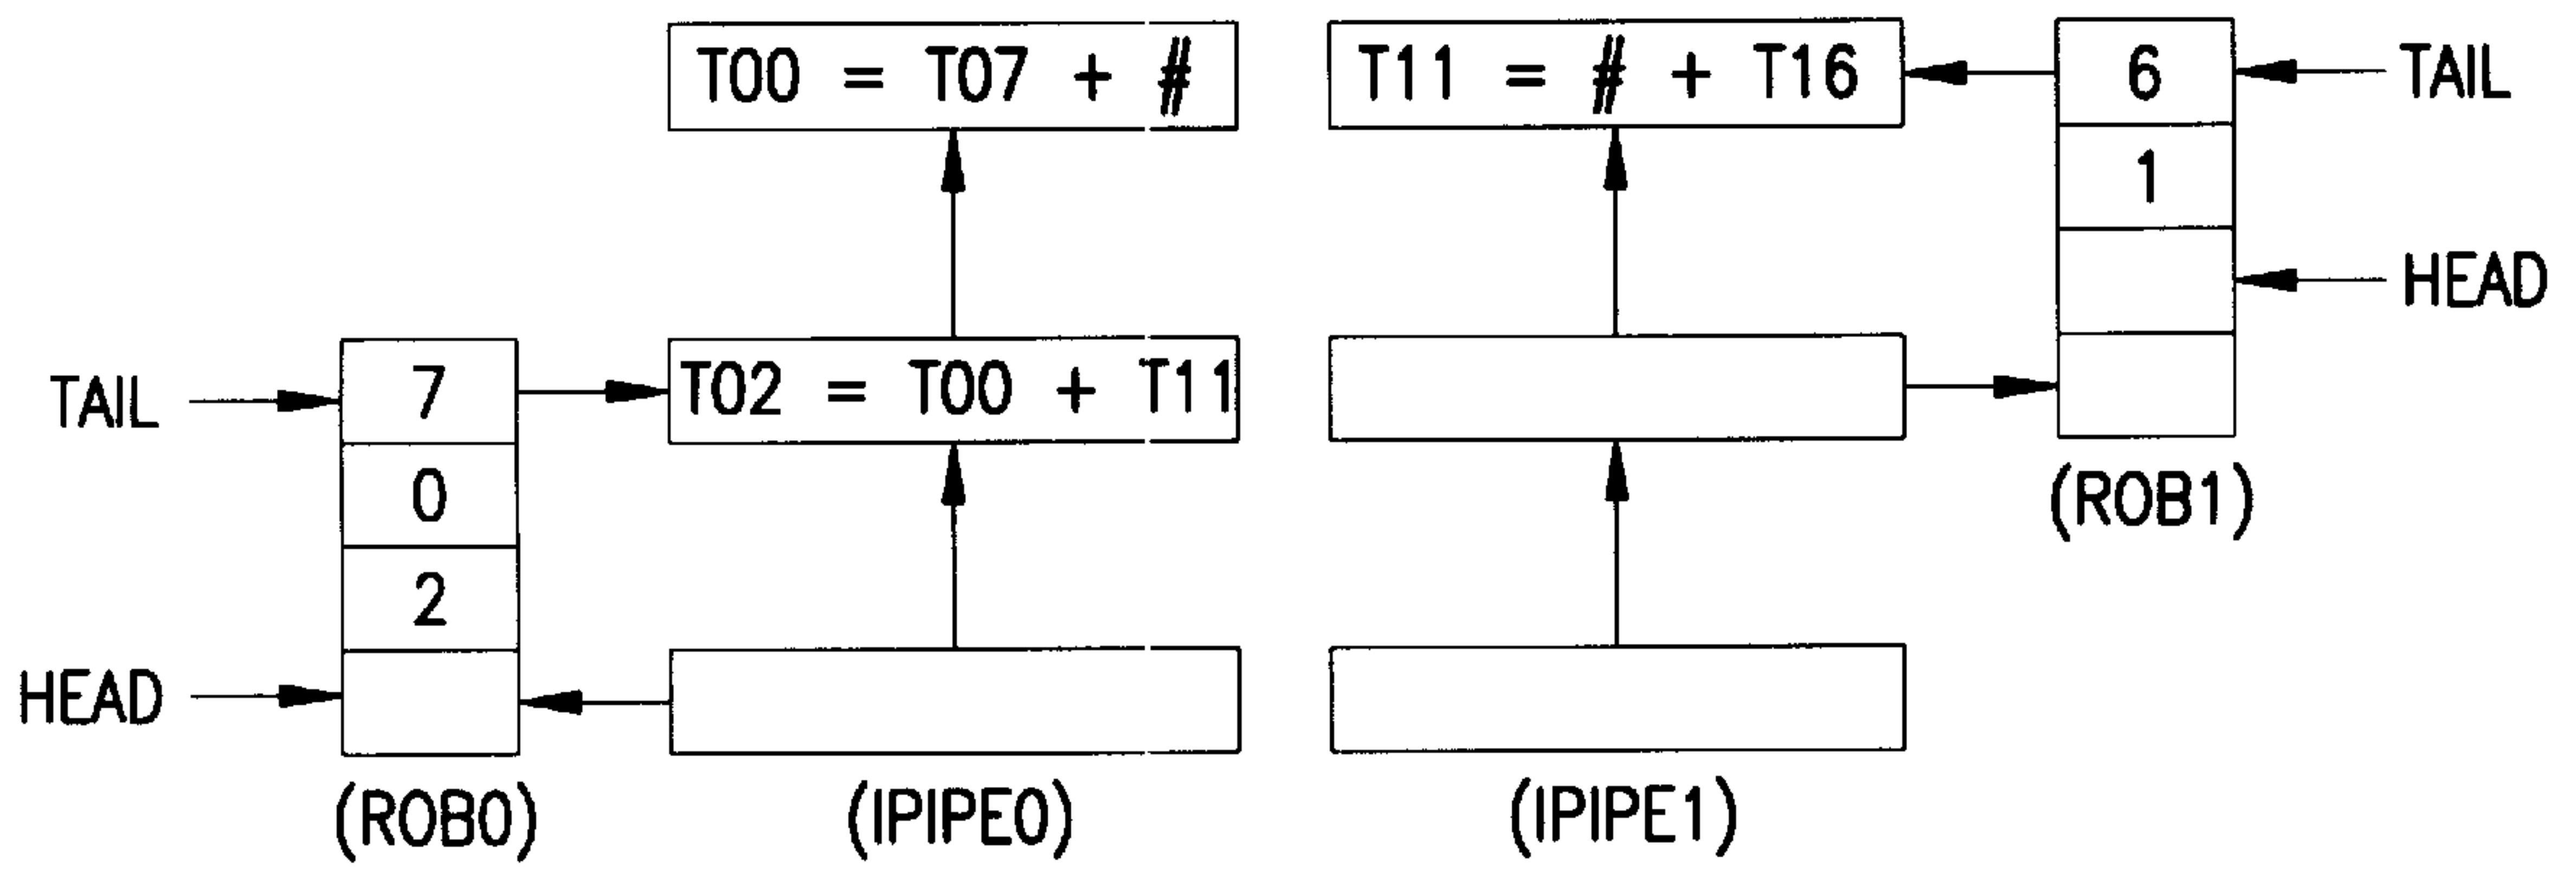 T00 = T07 + #
T11 = # + T16
6
TAIL
1
HEAD
TAIL
7
T02 = T00 + T11
0
(ROB1)
2
HEAD
(ROB0)
(IPIPE0)
(IPIPE1)